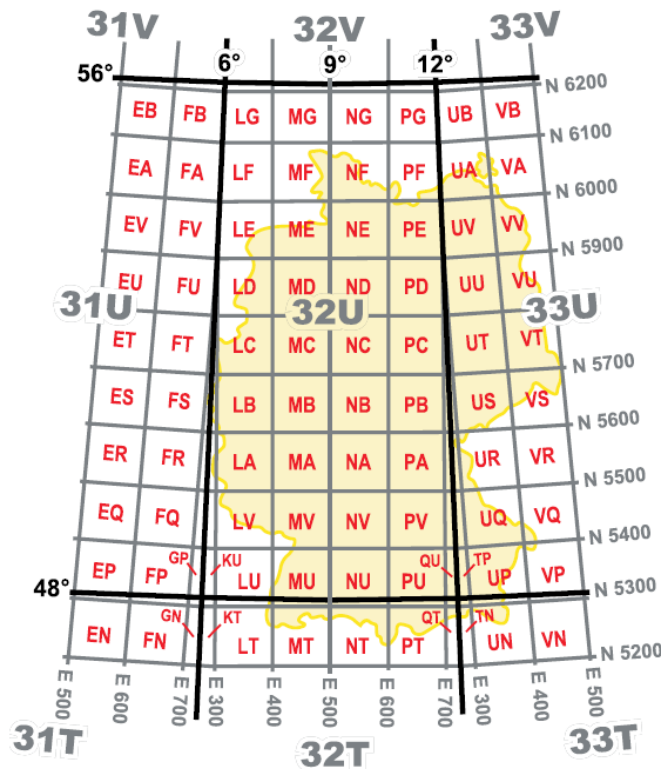 31V 32V 33V
6° 9° 12°
56°
N 6200
EB FB LG MG NG PG UB VB
N 6100
EA FA LF MF NF PF UA VA
N 6000
EV FV LE ME NE PE UV VV
N 5900
EU FU LD MD ND PD UU VU
31U 32U 33U
ET FT LC MC NC PC UT VT
N 5700
ES FS LB MB NB PB US VS
N 5600
ER FR LA MA NA PA UR VR
N 5500
EQ FQ LV MV NV PV UQ VQ
N 5400
GP KU QU TP
EP FP LU MU NU PU UP VP
48°
N 5300
GN KT QT TN
EN FN LT MT NT PT UN VN
N 5200
E 500 600 E 700 E 300 400 E 500 E 600 E 700 E 300 E 400 E 500
31T 32T 33T